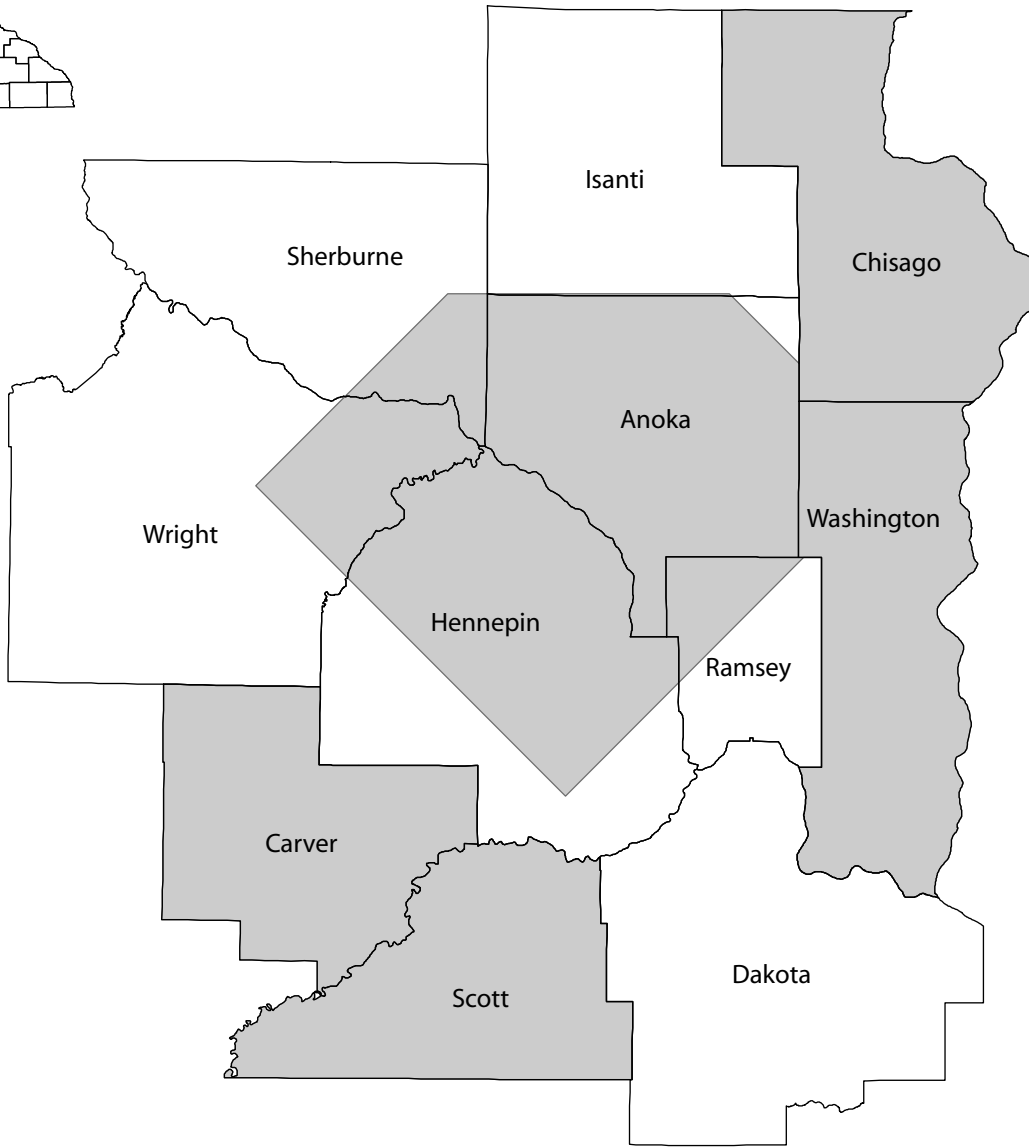 Isanti
Sherburne
Chisago
Anoka
Washington
Wright
Hennepin
Ramsey
Carver
Dakota
Scott